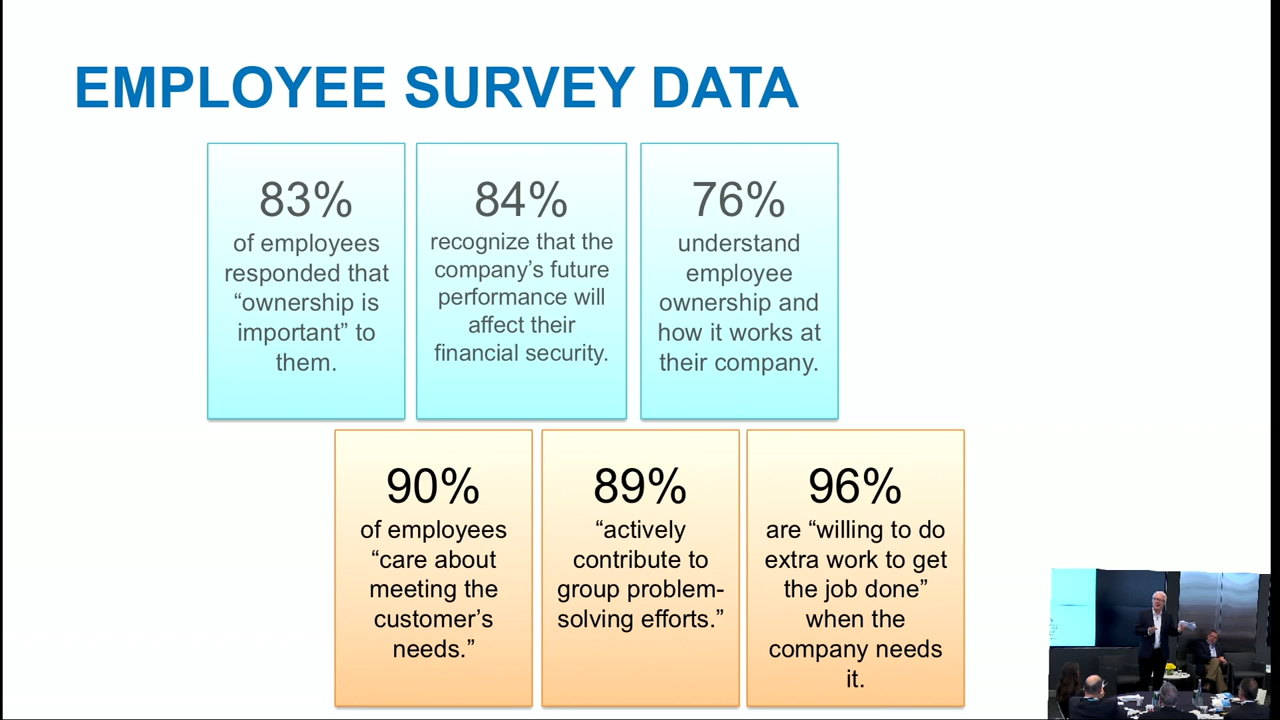 EMPLOYEE SURVEY DATA
83%
of employees
responded that
“ownership is
important” to
them.
84%
recognize that the
company’s future
performance will
affect their
financial security.
76%
understand
employee
ownership and
how it works at
their company.
90%
of employees
“care about
meeting the
customer’s
needs.”
89%
“actively
contribute to
group problem-
solving efforts.”
96%
are “willing to do
extra work to get
the job done”
when the
company needs
it.